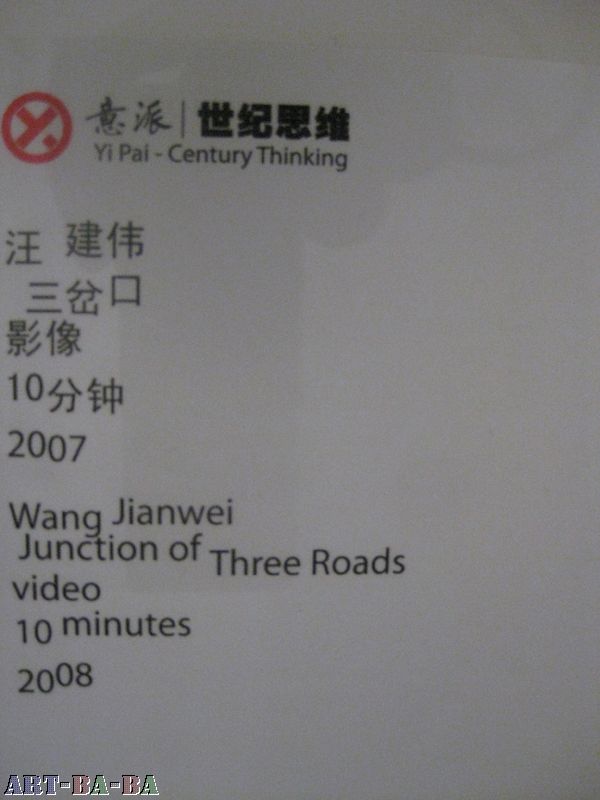 意派 | 世纪思维
Yi Pai - Century Thinking
汪 建伟
三岔口
影像
10分钟
2007
Wang Jianwei
Junction of Three Roads
video
10 minutes
2008
ART-BA-BA